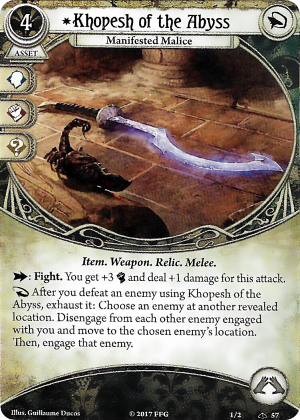 4
Khopesh of the Abyss
Manifested Malice
ASSET
?
Item. Weapon. Relic. Melee.
: Fight. You get +3 and deal +1 damage for this attack.
After you defeat an enemy using Khopesh of the
Abyss, exhaust it: Choose an enemy at another revealed
location. Disengage from each other enemy engaged
with you and move to the chosen enemy's location.
Then, engage that enemy.
Illus. Guillaume Ducos
© 2017 FFG
1/2
57